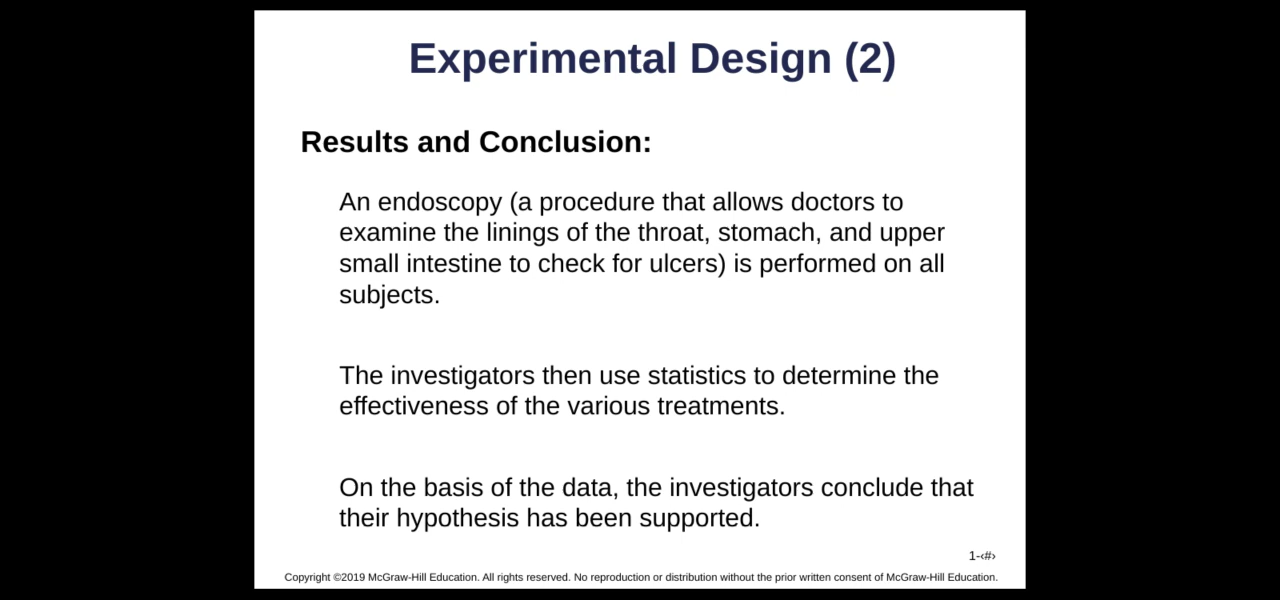 Experimental Design (2)
Results and Conclusion:
An endoscopy (a procedure that allows doctors to
examine the linings of the throat, stomach, and upper
small intestine to check for ulcers) is performed on all
subjects.
The investigators then use statistics to determine the
effectiveness of the various treatments.
On the basis of the data, the investigators conclude that
their hypothesis has been supported.
1-‹#›
Copyright ©2019 McGraw-Hill Education. All rights reserved. No reproduction or distribution without the prior written consent of McGraw-Hill Education.